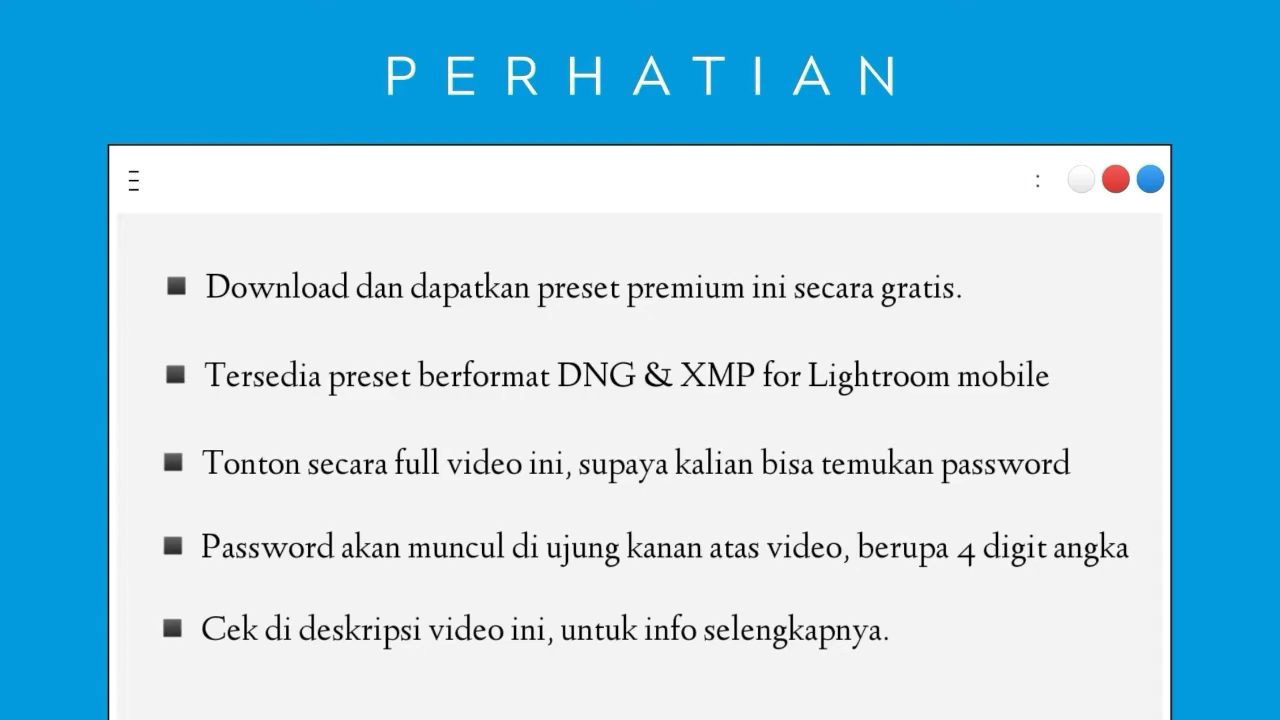 PERHATIAN
Download dan dapatkan preset premium ini secara gratis.
Tersedia preset berformat DNG & XMP for Lightroom mobile
Tonton secara full video ini, supaya kalian bisa temukan password
Password akan muncul di ujung kanan atas video, berupa 4 digit angka
Cek di deskripsi video ini, untuk info selengkapnya.